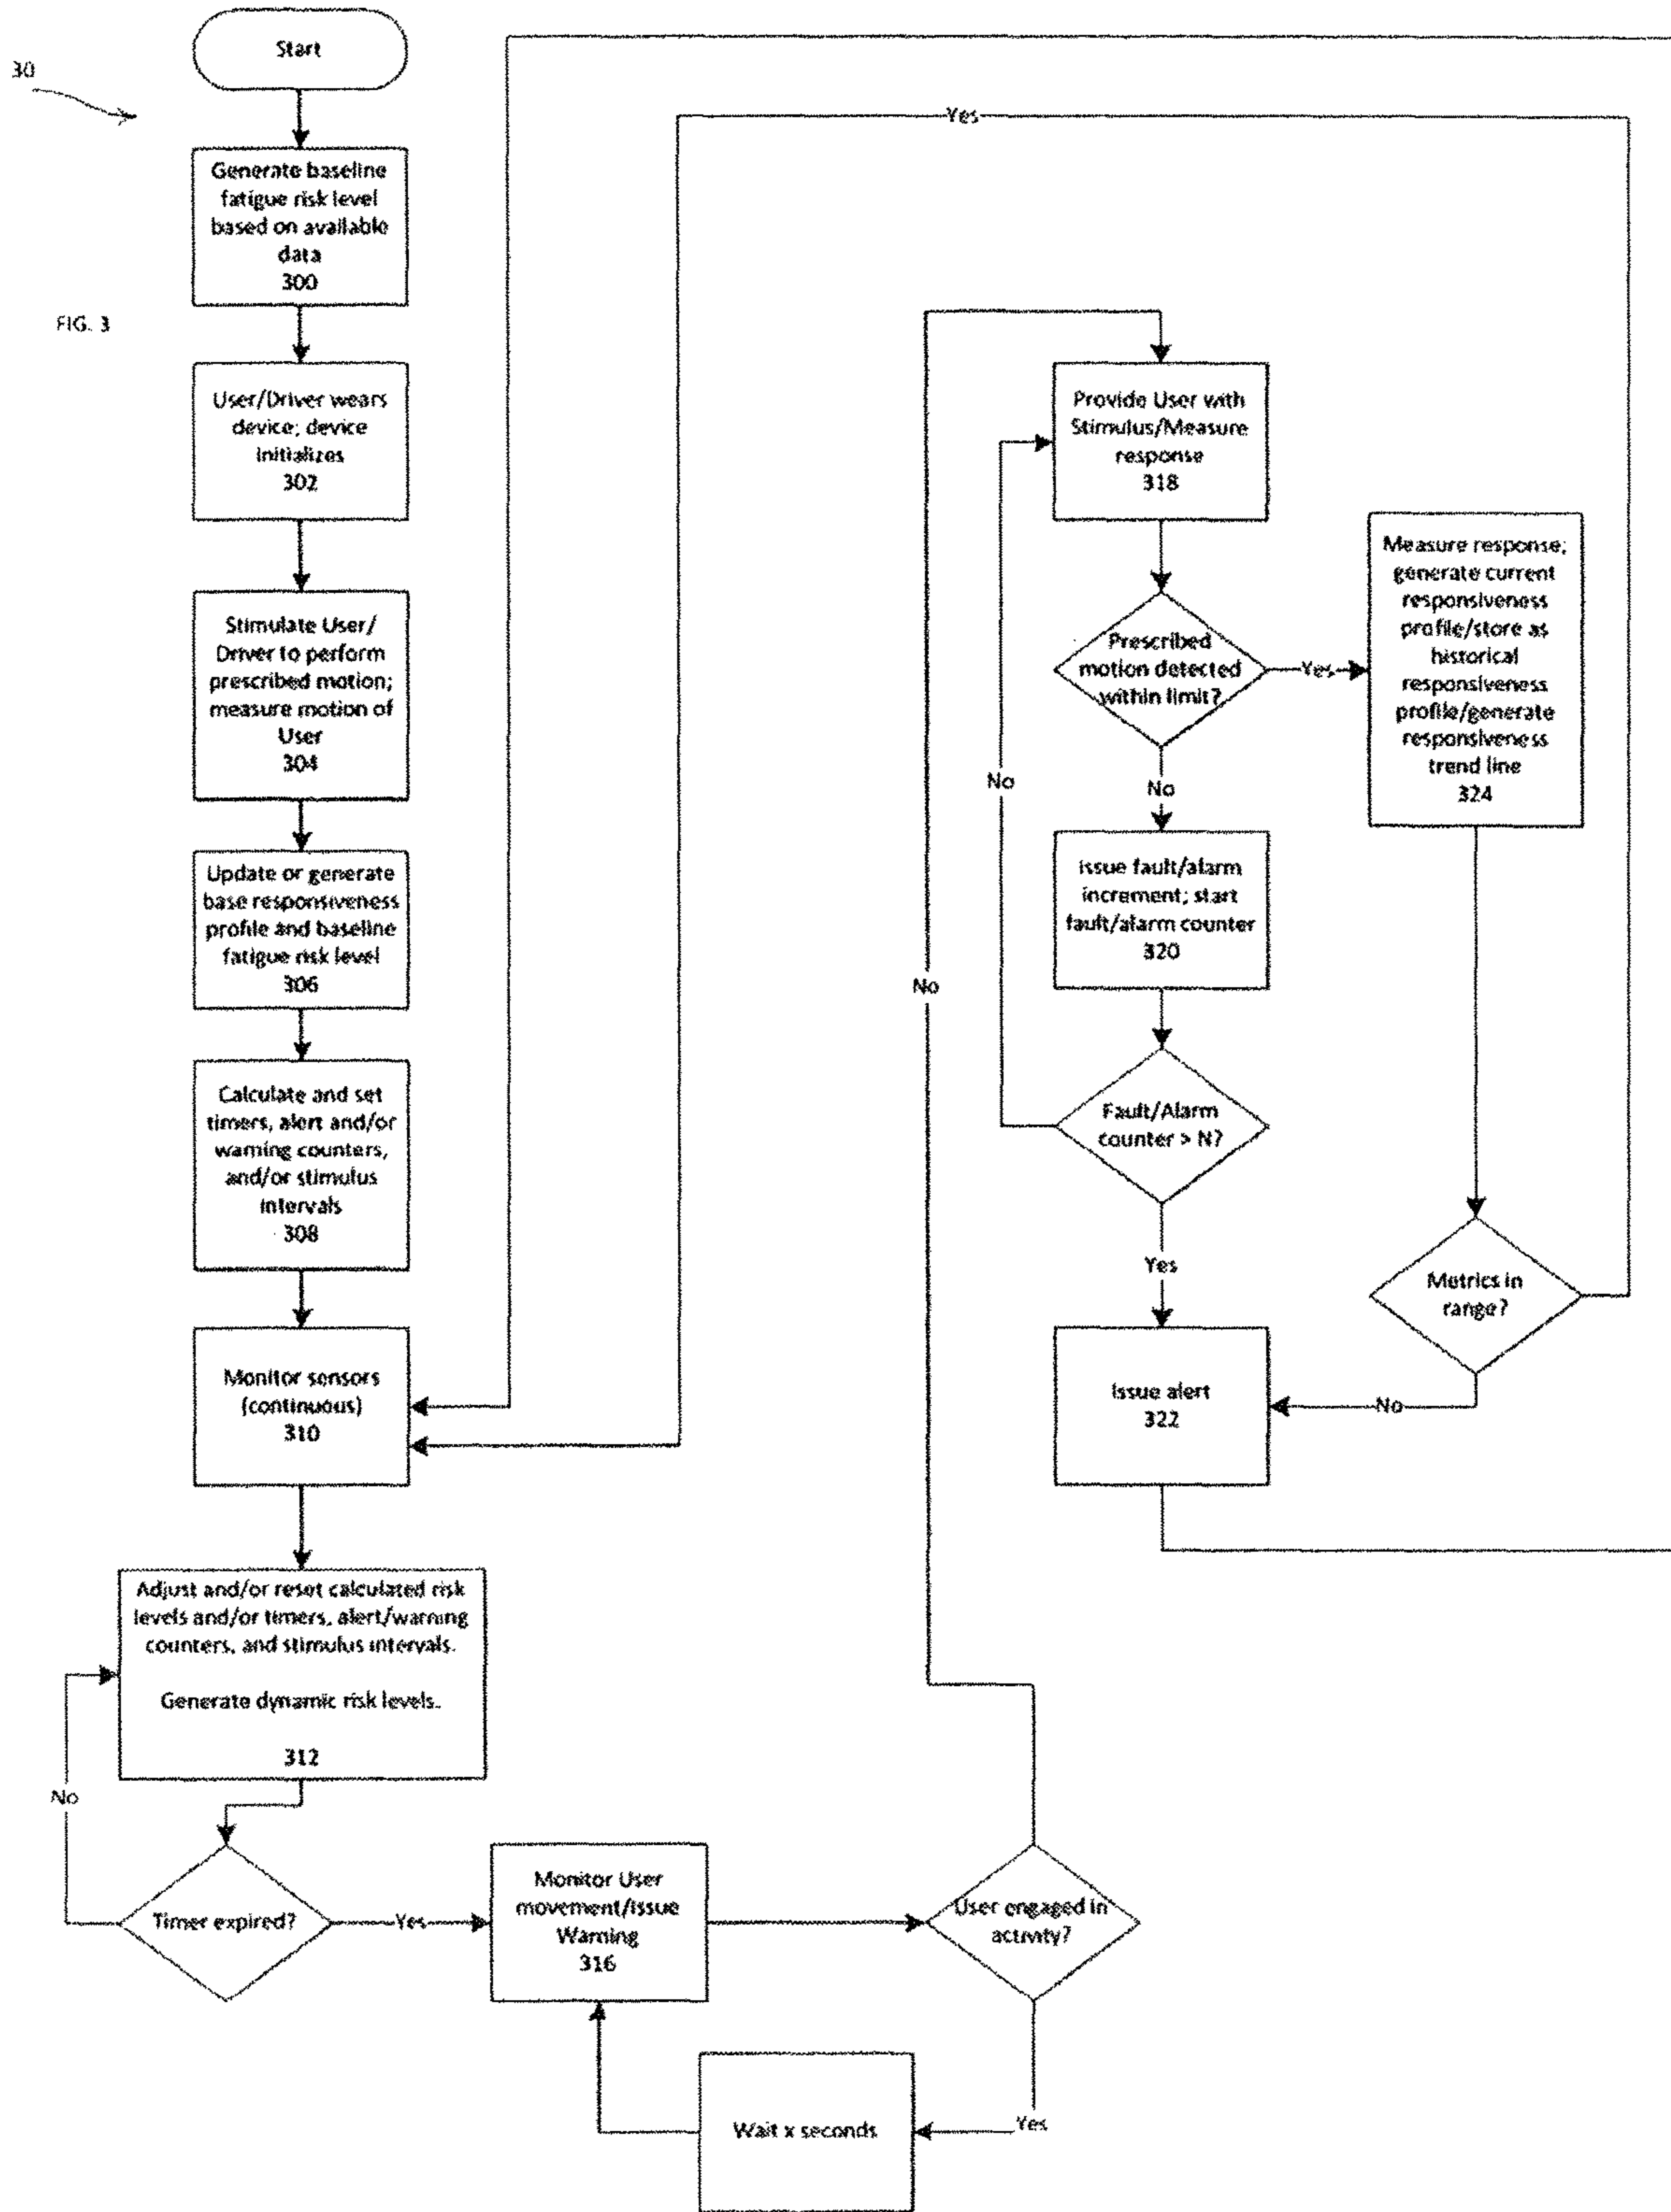 Start
30
Generate baseline
fatigue risk level
based on available
data
300
FIG. 3
User/Driver wears
device; device
initializes
302
Stimulate User/
Driver to perform
prescribed motion;
measure motion of
User
304
Update or generate
base responsiveness
profile and baseline
fatigue risk level
306
Calculate and set
timers, alert and/or
warning counters,
and/or stimulus
intervals
308
Monitor sensors
(continuous)
310
Adjust and/or reset calculated risk
levels and/or timers, alert/warning
counters, and stimulus intervals.
Generate dynamic risk levels.
312
No
Timer expired?
Yes
Monitor User
movement/Issue
Warning
316
User engaged in
activity?
Yes
Wait x seconds
No
Provide User with
Stimulus/Measure
response
318
Prescribed
motion detected
within limit?
Yes
No
Issue fault/alarm
increment; start
fault/alarm counter
320
Fault/Alarm
counter > N?
No
Yes
Issue alert
322
Measure response;
generate current
responsiveness
profile/store as
historical
responsiveness
profile/generate
responsiveness
trend line
324
Metrics in
range?
No
Yes